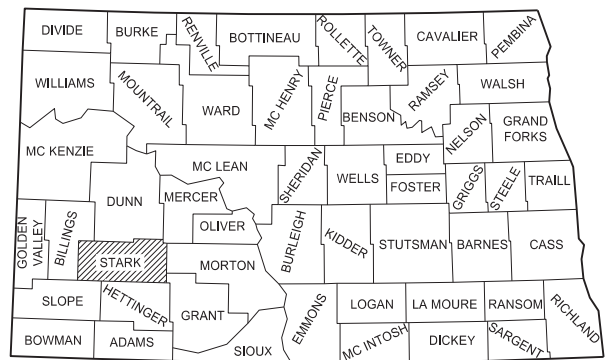 DIVIDE
BURKE
RENVILLE
BOTTINEAU
ROLLETTE
TOWNER
CAVALIER
PEMBINA
WILLIAMS
MOUNTRAIL
WARD
MC HENRY
PIERCE
BENSON
RAMSEY
WALSH
MC KENZIE
NELSON
GRAND
FORKS
DUNN
MC LEAN
MERCER
OLIVER
SHERIDAN
WELLS
EDDY
FOSTER
GRIGGS
STEELE
TRAILL
GOLDEN
VALLEY
BILLINGS
STARK
MORTON
BURLEIGH
KIDDER
STUTSMAN
BARNES
CASS
SLOPE
HETTINGER
GRANT
EMMONS
LOGAN
LA MOURE
RANSOM
RICHLAND
BOWMAN
ADAMS
SIOUX
MC INTOSH
DICKEY
SARGENT